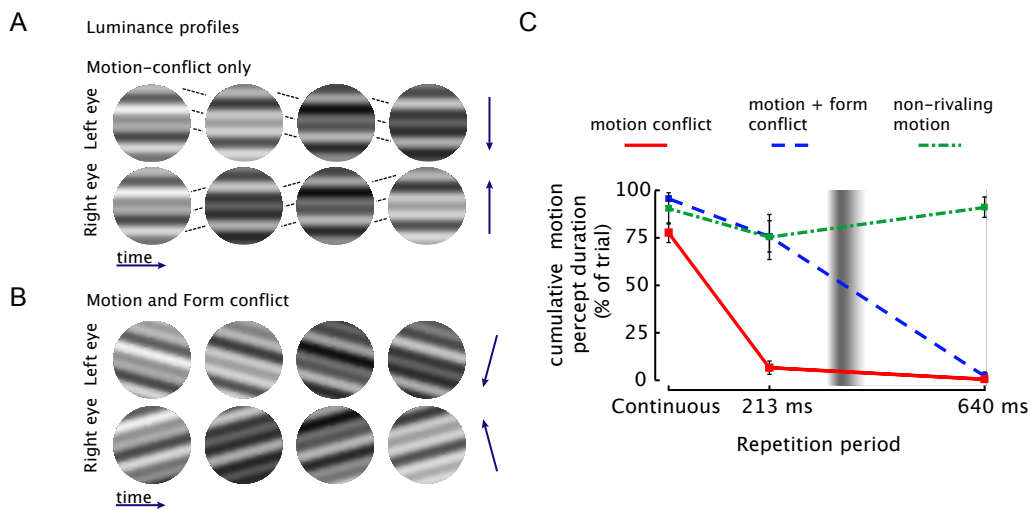 A
Luminance profiles
Motion–conflict only
Left eye
Right eye
time
B
Motion and Form conflict
Left eye
Right eye
time
C
motion conflict
motion + form
conflict
non-rivaling
motion
cumulative motion
percept duration
(% of trial)
100
75
50
25
0
Continuous
213 ms
640 ms
Repetition period